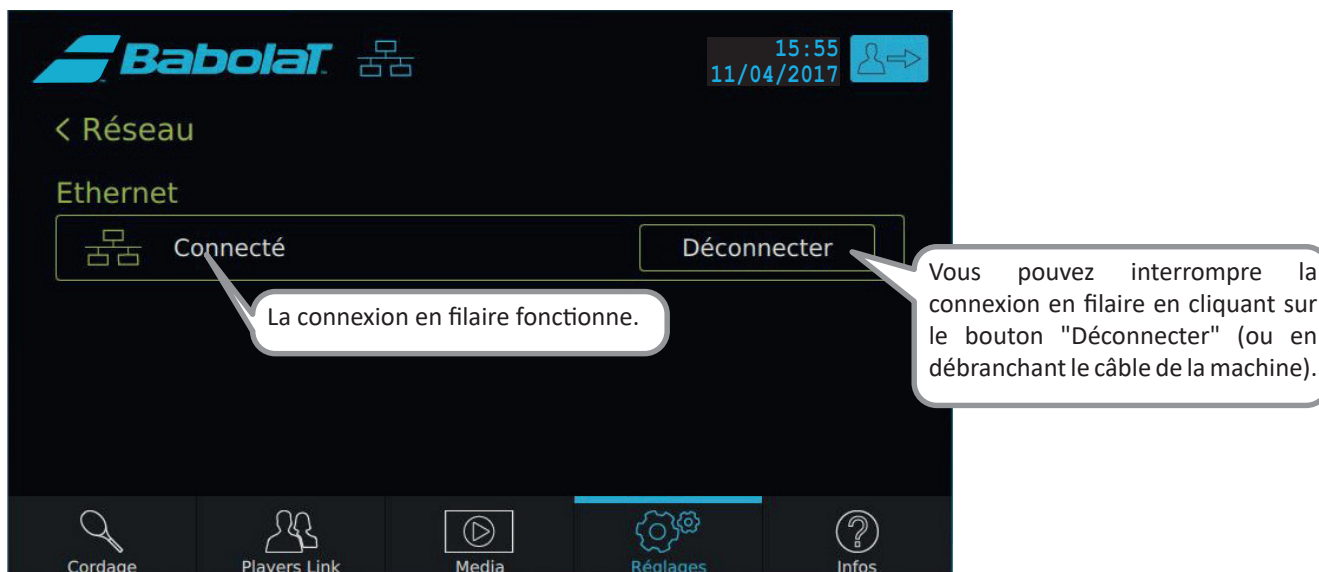 BabolaT
15:55
11/04/2017
< Réseau
Ethernet
Connecté
Déconnecter
La connexion en filaire fonctionne.
Vous pouvez interrompre la
connexion en filaire en cliquant sur
le bouton "Déconnecter" (ou en
débranchant le câble de la machine).
Cordage
Players Link
Media
Réglages
Infos